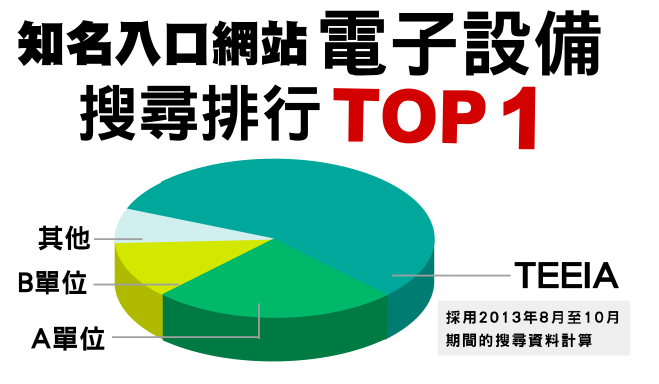 知名入口網站 電子設備
搜尋排行 TOP 1
其他
B單位
A單位
TEEIA
採用2013年8月至10月
期間的搜尋資料計算